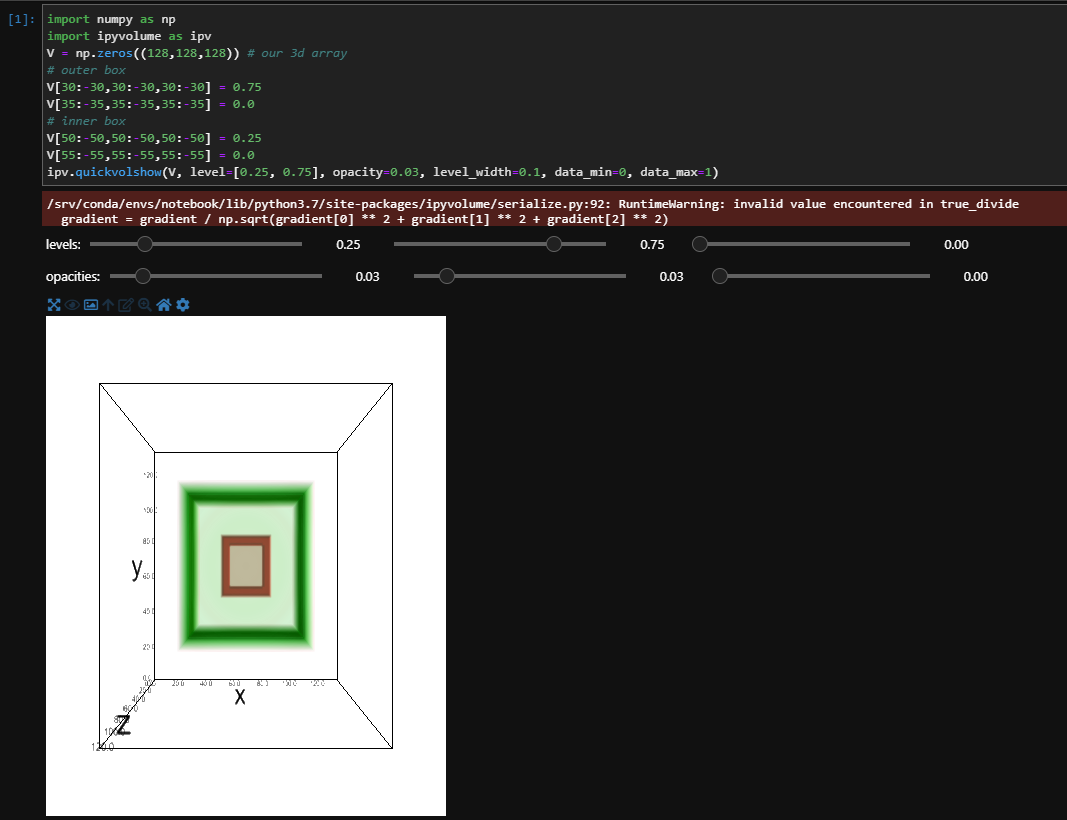 [1]: import numpy as np
import ipyvolume as ipv
V = np.zeros((128,128,128)) # our 3d array
# outer box
V[30:-30,30:-30,30:-30] = 0.75
V[35:-35,35:-35,35:-35] = 0.0
# inner box
V[50:-50,50:-50,50:-50] = 0.25
V[55:-55,55:-55,55:-55] = 0.0
ipv.quickvolshow(V, level=[0.25, 0.75], opacity=0.03, level_width=0.1, data_min=0, data_max=1)
/srv/conda/envs/notebook/lib/python3.7/site-packages/ipyvolume/serialize.py:92: RuntimeWarning: invalid value encountered in true_divide
gradient = gradient / np.sqrt(gradient[0] ** 2 + gradient[1] ** 2 + gradient[2] ** 2)
levels: 0.25 0.75 0.00
opacities: 0.03 0.03 0.00
120.0
100.0
80.0
y
60.0
40.0
20.0
0.0
20.0 40.0 60.0 80.0 100.0 120.0
x
20.0
40.0
60.0
80.0
z
100.0
120.0